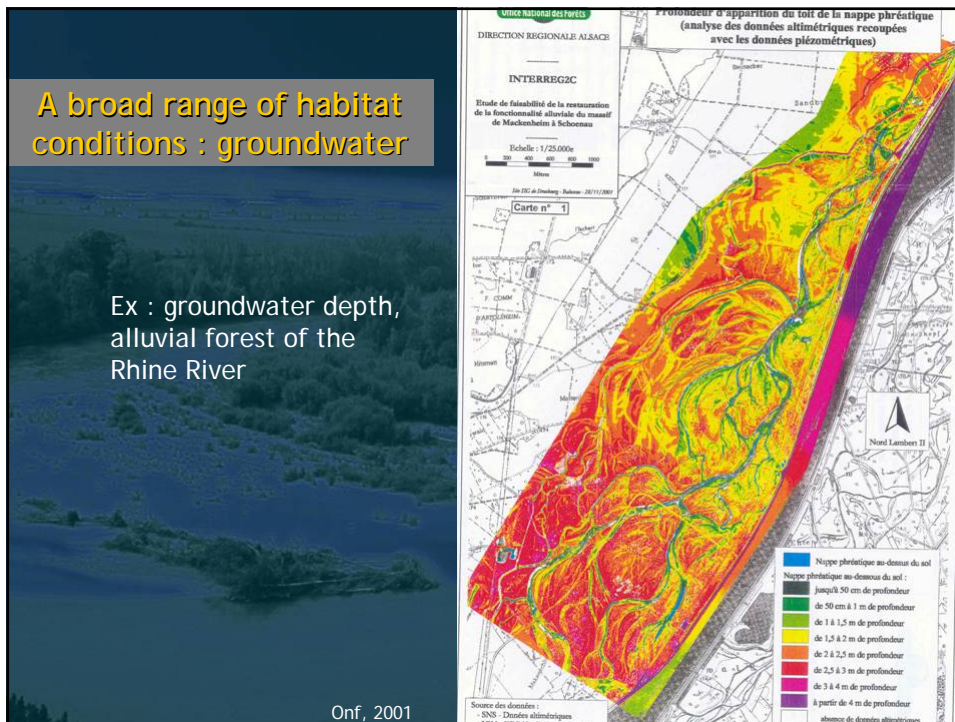 A broad range of habitat
conditions : groundwater
Ex : groundwater depth,
alluvial forest of the
Rhine River
Onf, 2001
Office National des Forêts
DIRECTION REGIONALE ALSACE
INTERREG2C
Etude de faisabilité de la restauration
de la fonctionnalité alluviale du massif
de Mackenheim à Schoenau
Echelle : 1/25.000e
0 200 400 600 800 1000
Mètres
Carte n° 1
Profondeur d'apparition du toit de la nappe phréatique
(analyse des données altimétriques recoupées
avec les données piézométriques)
Nord Lambert II
Nappe phréatique au-dessus du sol
Nappe phréatique au-dessous du sol :
jusqu'à 50 cm de profondeur
de 50 cm à 1 m de profondeur
de 1 à 1,5 m de profondeur
de 1,5 à 2 m de profondeur
de 2 à 2,5 m de profondeur
de 2,5 à 3 m de profondeur
de 3 à 4 m de profondeur
à partir de 4 m de profondeur
absence de données altimétriques
Source des données :
- SNS - Données altimétriques